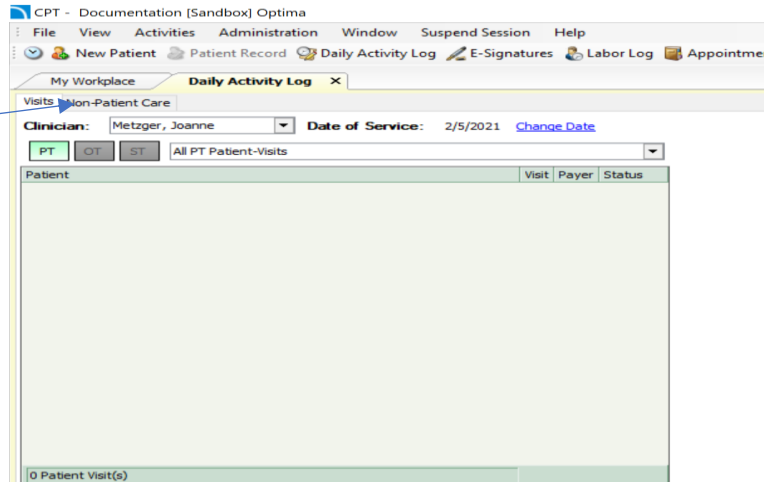 CPT - Documentation [Sandbox] Optima
File View Activities Administration Window Suspend Session Help
New Patient Patient Record Daily Activity Log E-Signatures Labor Log Appointme
My Workplace Daily Activity Log X
Visits Non-Patient Care
Clinician: Metzger, Joanne Date of Service: 2/5/2021 Change Date
PT OT ST All PT Patient-Visits
Patient Visit Payer Status
0 Patient Visit(s)